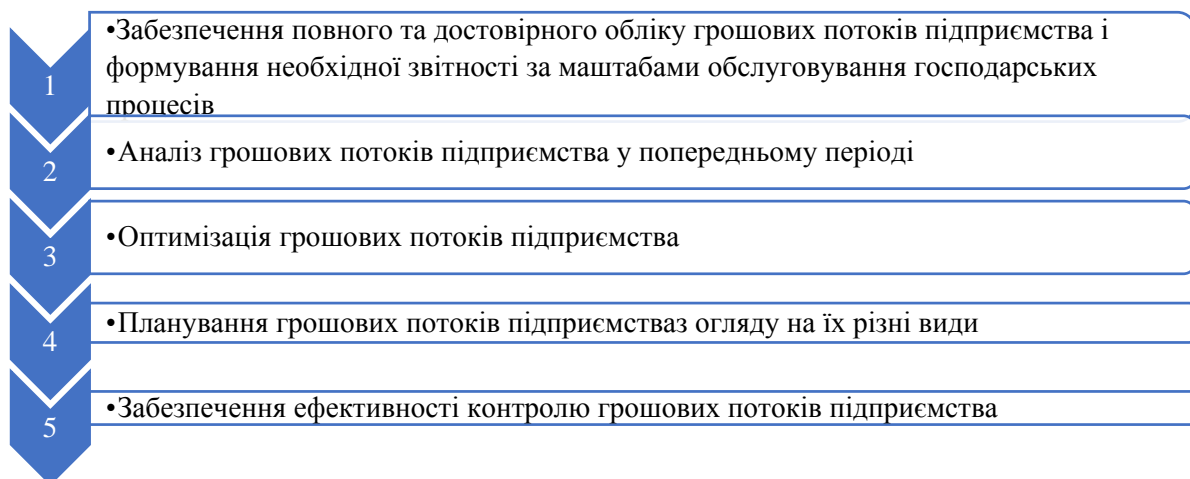 1
•Забезпечення повного та достовірного обліку грошових потоків підприємства і
формування необхідної звітності за маштабами обслуговування господарських
процесів
2
•Аналіз грошових потоків підприємства у попередньому періоді
3
•Оптимізація грошових потоків підприємства
4
•Планування грошових потоків підприємстваз огляду на їх різні види
5
•Забезпечення ефективності контролю грошових потоків підприємства